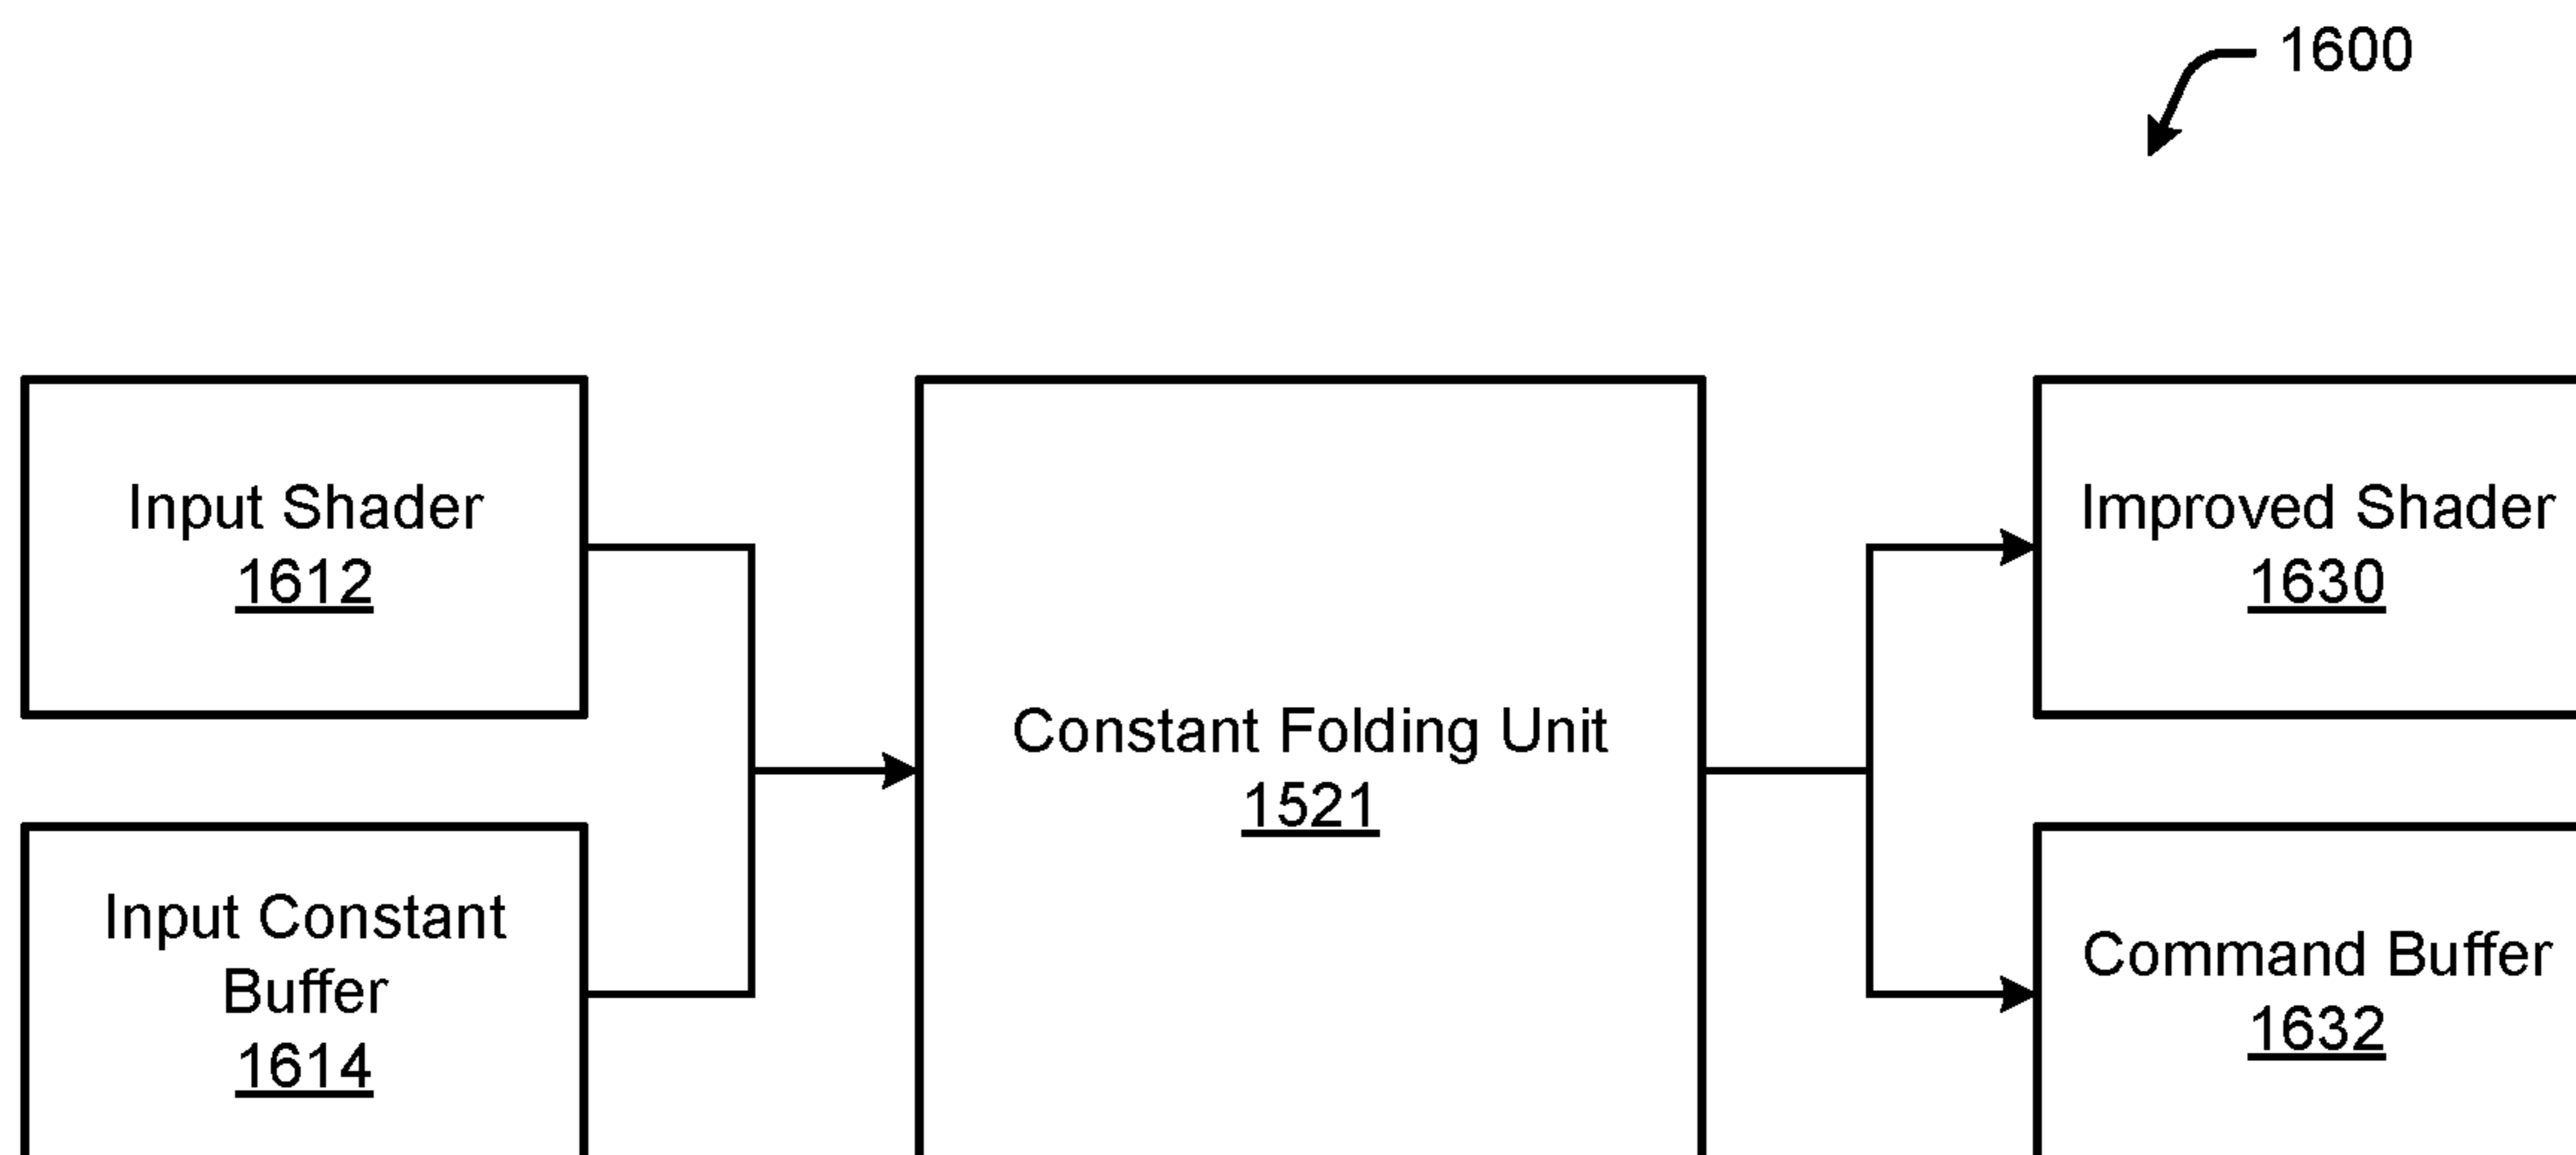 1600
Input Shader
1612
Input Constant
Buffer
1614
Constant Folding Unit
1521
Improved Shader
1630
Command Buffer
1632